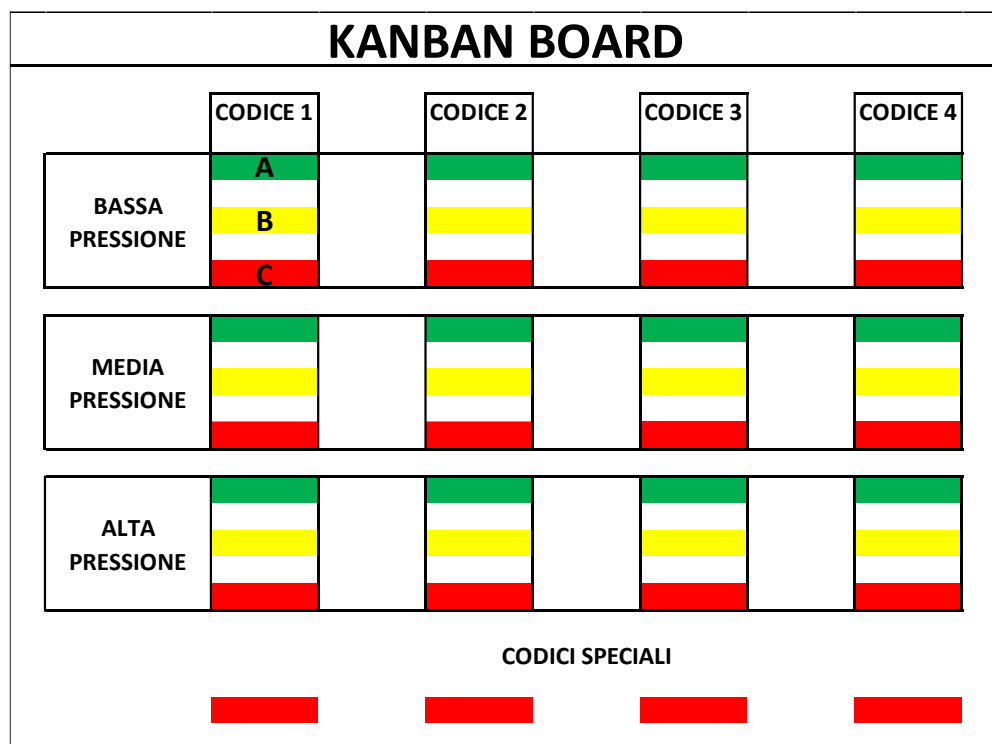 KANBAN BOARD
CODICE 1 CODICE 2 CODICE 3 CODICE 4
A
BASSA
PRESSIONE
B
C
MEDIA
PRESSIONE
ALTA
PRESSIONE
CODICI SPECIALI